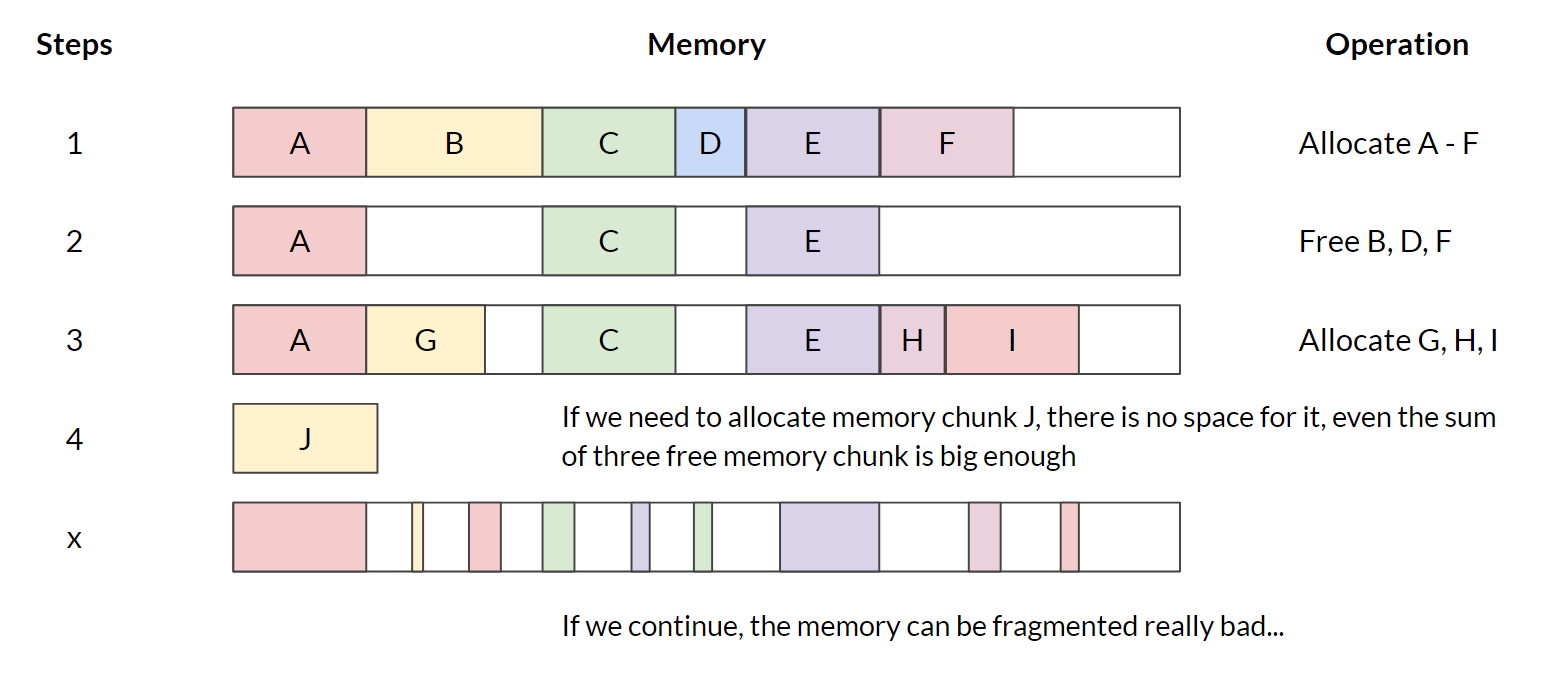 Steps Memory Operation
1 A B C D E F Allocate A - F
2 A C E Free B, D, F
3 A G C E H I Allocate G, H, I
4 J If we need to allocate memory chunk J, there is no space for it, even the sum
of three free memory chunk is big enough
x
If we continue, the memory can be fragmented really bad...